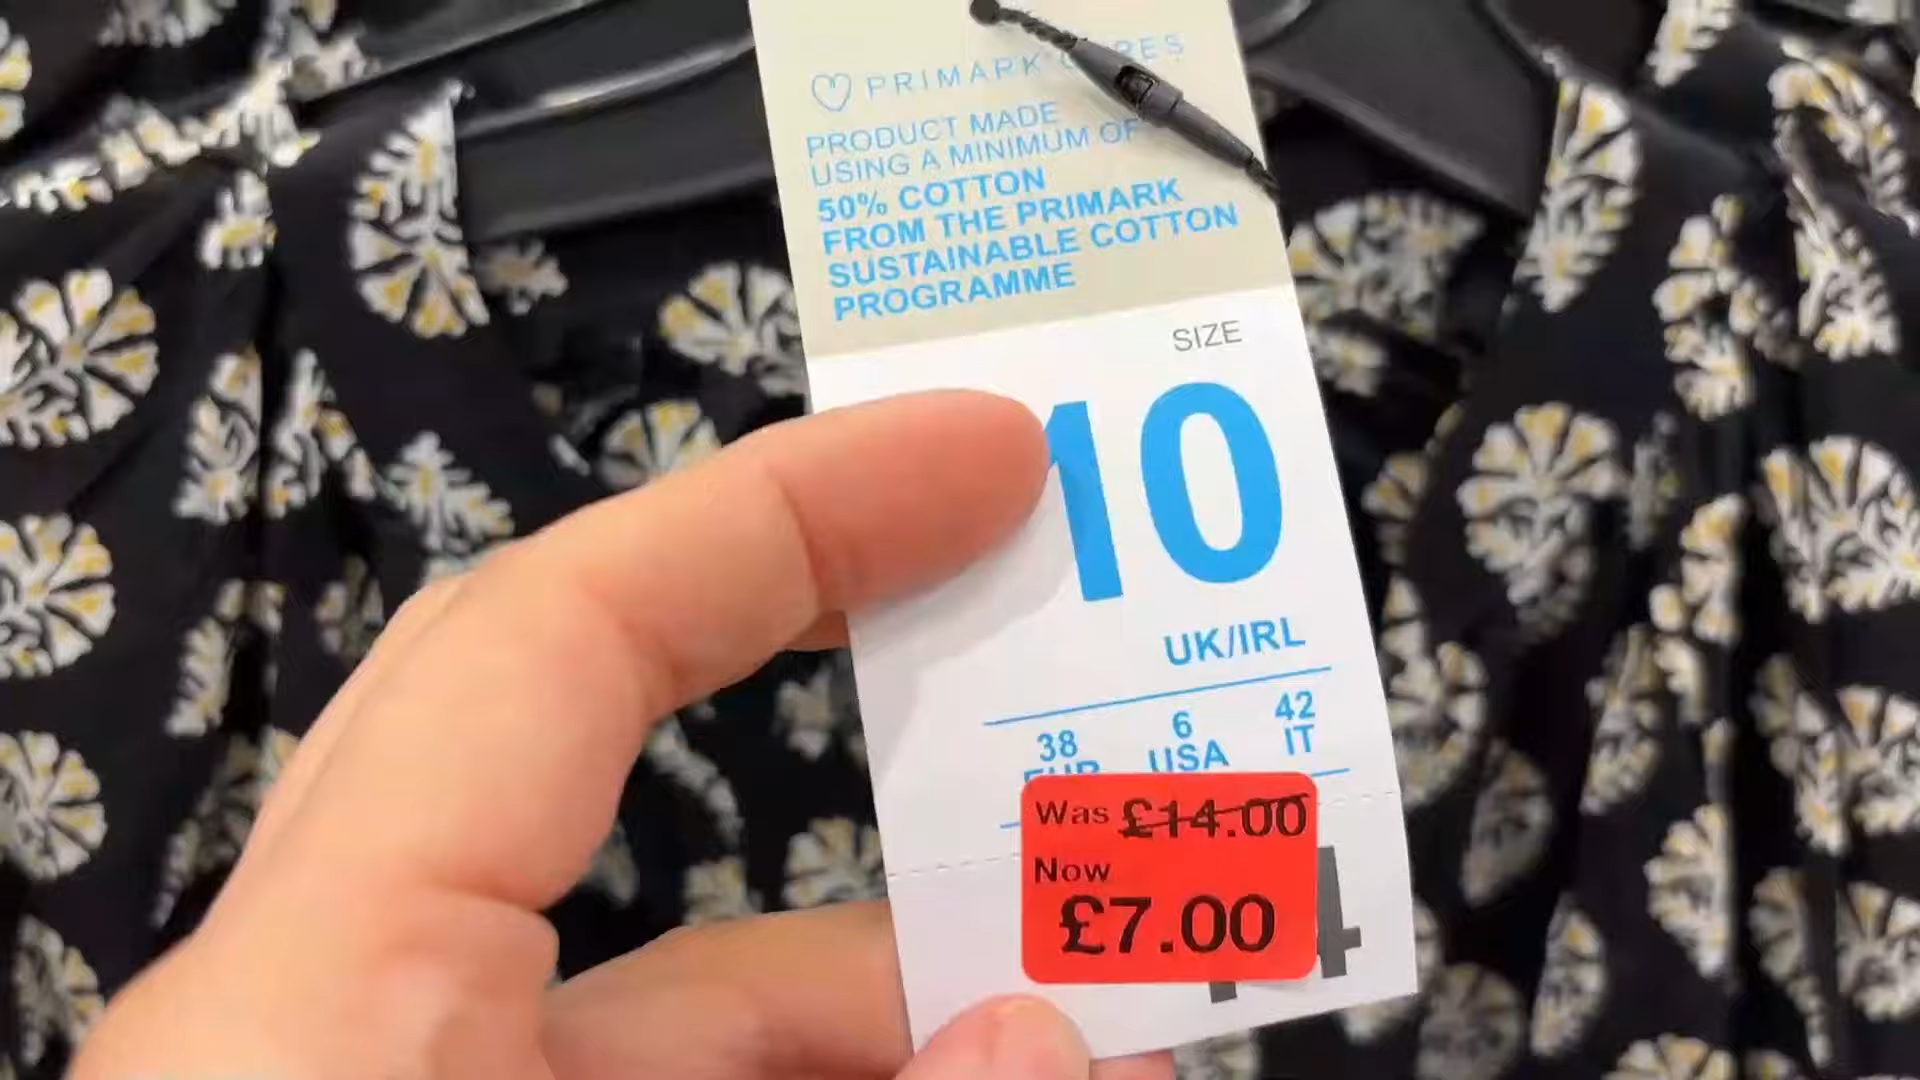 PRIMARK
PRODUCT MADE
USING A MINIMUM OF
50% COTTON
FROM THE PRIMARK
SUSTAINABLE COTTON
PROGRAMME
SIZE
10
UK/IRL
38 6 42
EUR USA IT
Was £14.00
Now
£7.00